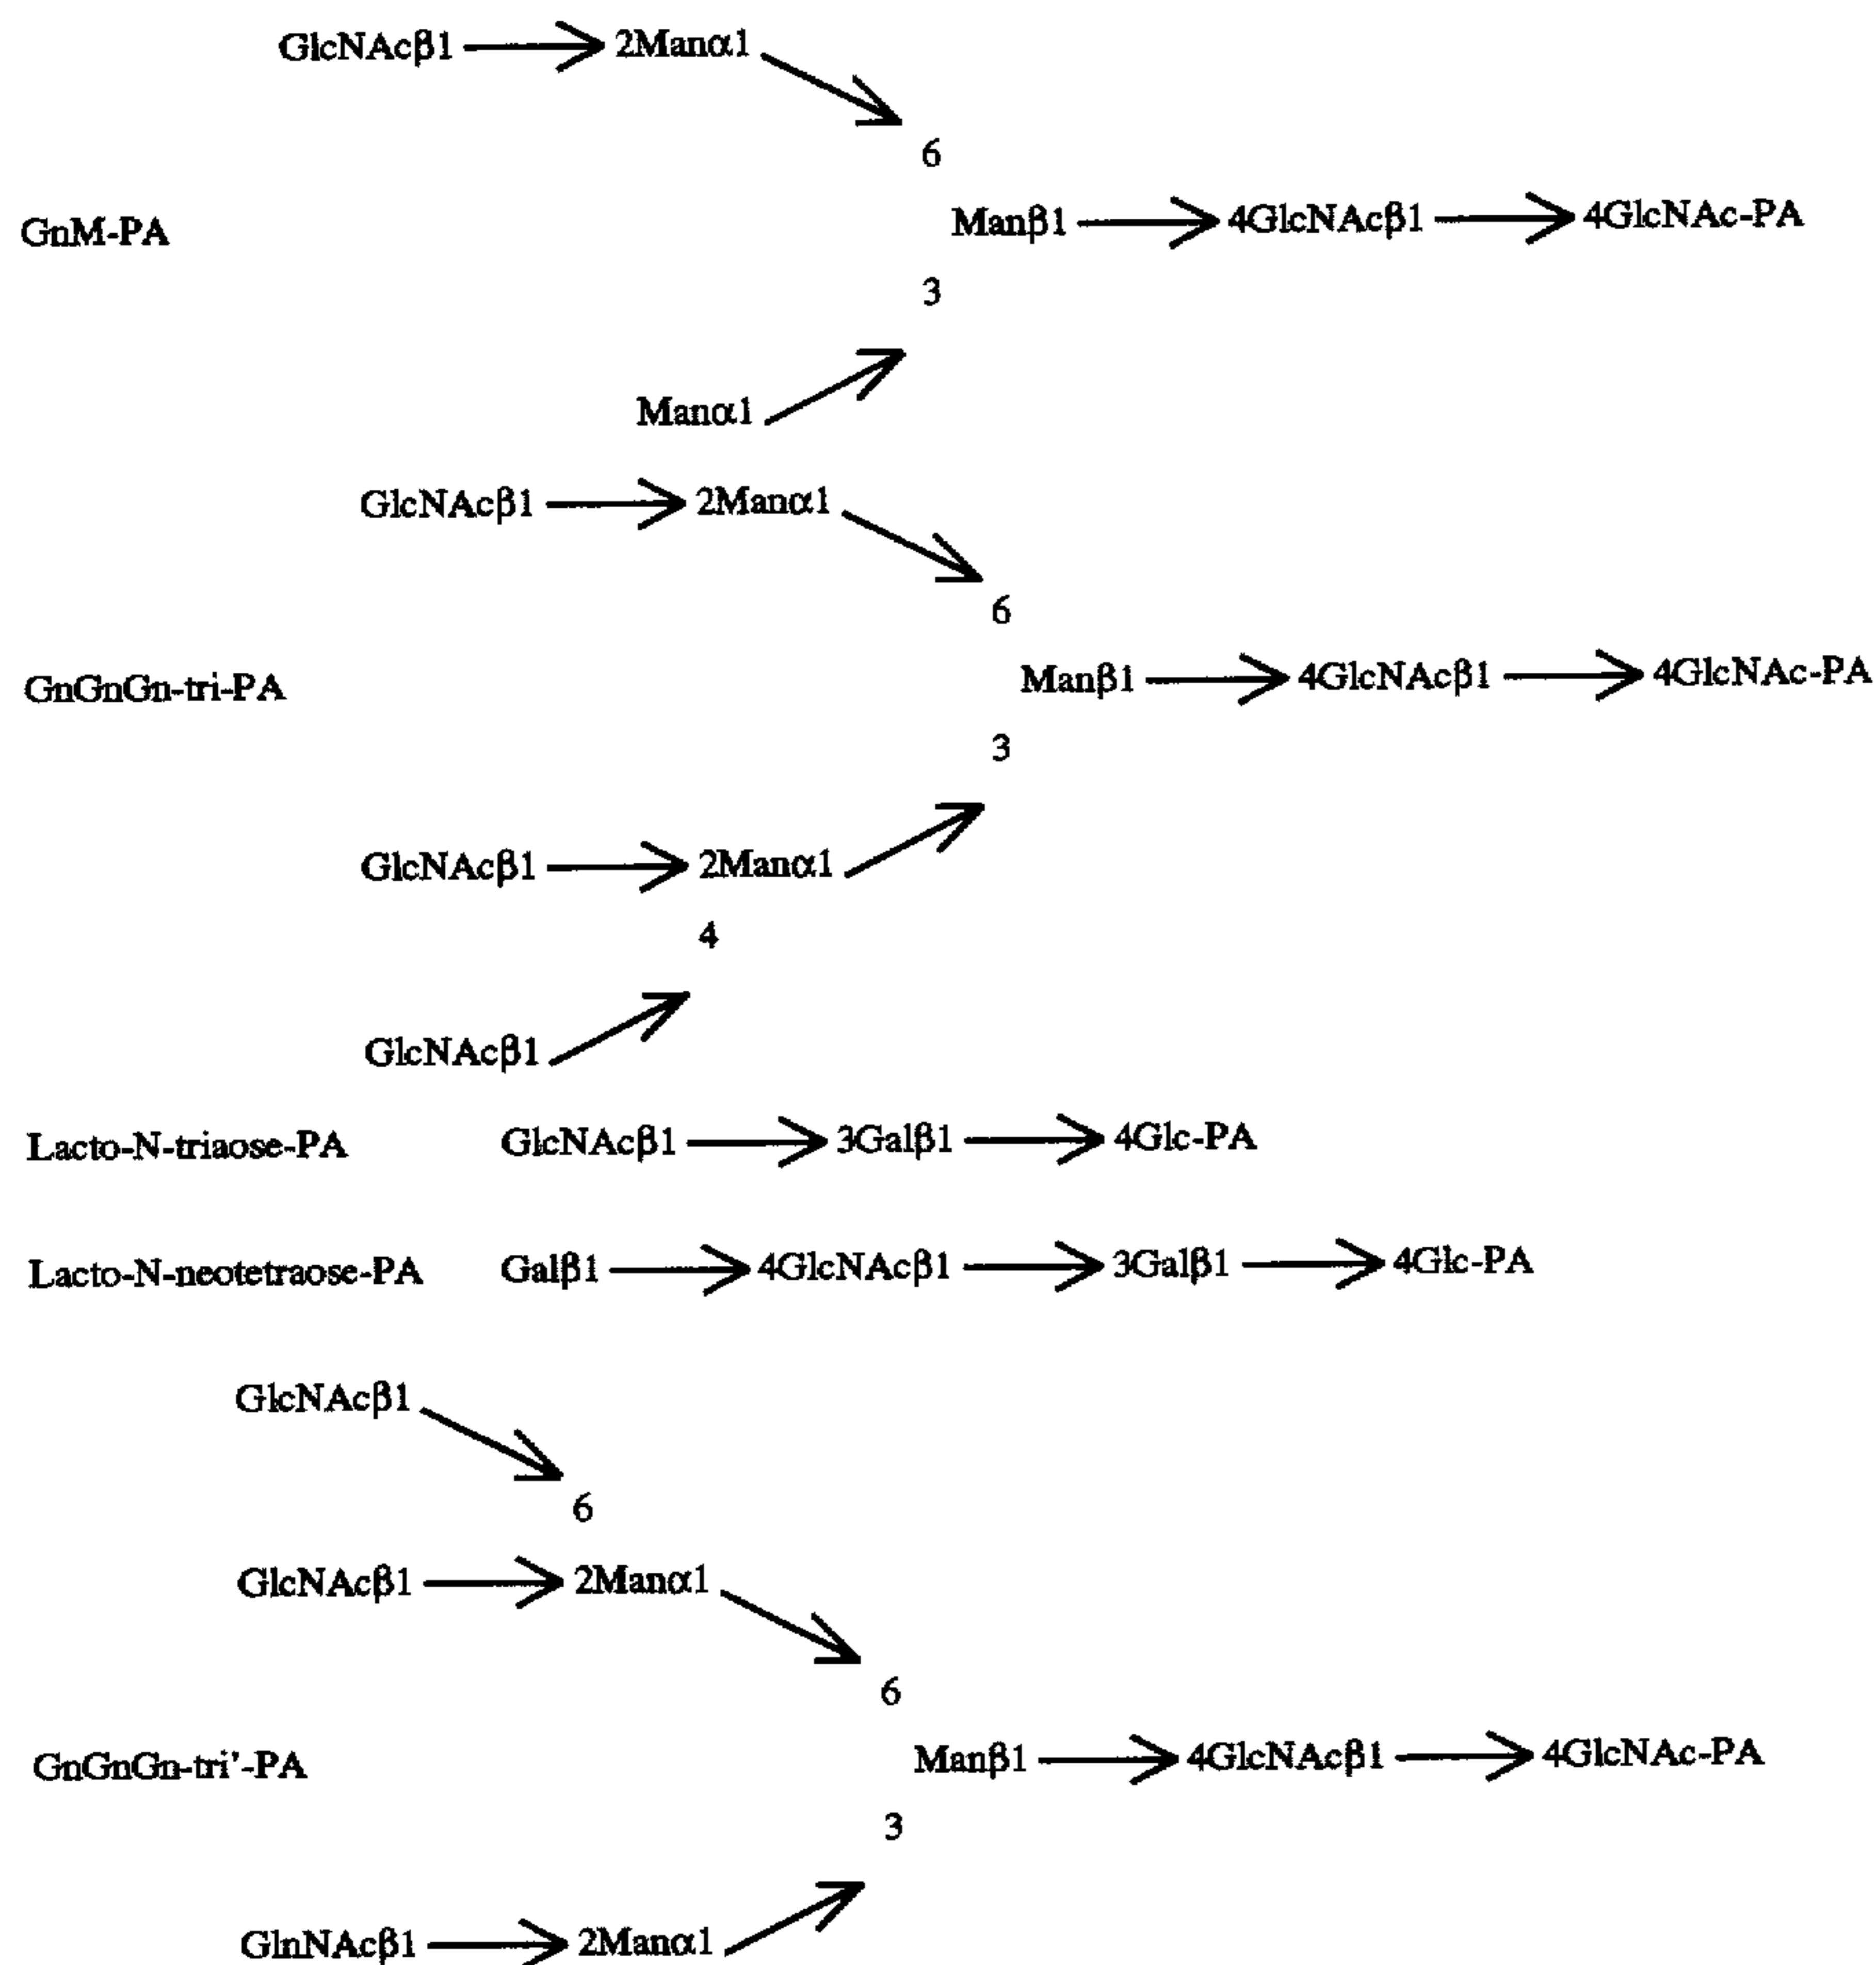 GlcNAcβ1 2Manα1
6
GnM-PA Manβ1 4GlcNAcβ1 4GlcNAc-PA
3
Manα1
GlcNAcβ1 2Manα1
6
GnGnGn-tri-PA Manβ1 4GlcNAcβ1 4GlcNAc-PA
3
GlcNAcβ1 2Manα1
4
GlcNAcβ1
Lacto-N-triaose-PA GlcNAcβ1 3Galβ1 4Glc-PA
Lacto-N-neotetraose-PA Galβ1 4GlcNAcβ1 3Galβ1 4Glc-PA
GlcNAcβ1
6
GlcNAcβ1 2Manα1
6
GnGnGn-tri'-PA Manβ1 4GlcNAcβ1 4GlcNAc-PA
3
GlnNAcβ1 2Manα1